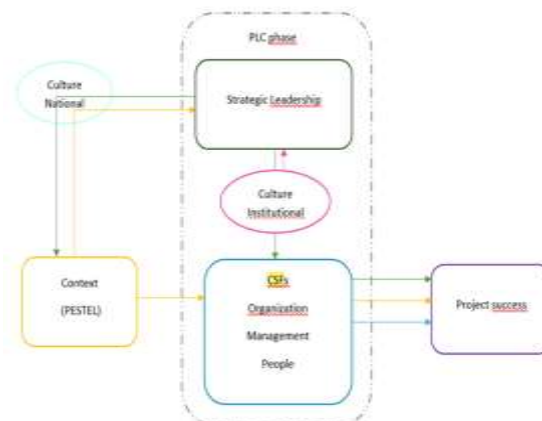 PLC phase
Culture
National
Strategic Leadership
Culture
Institutional
Context
(PESTEL)
CSFs
Organization
Management
People
Project success